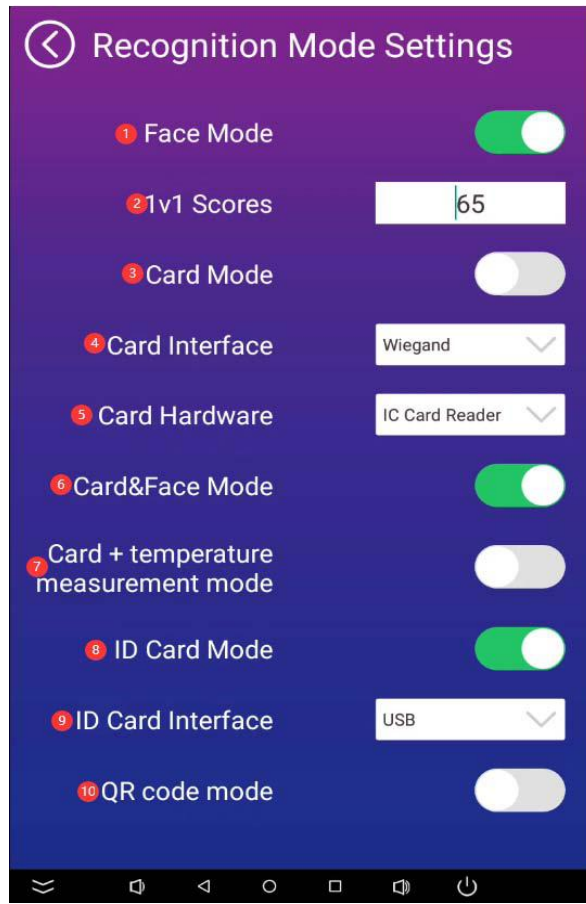 Recognition Mode Settings
1 Face Mode
2 1v1 Scores 65
3 Card Mode
4 Card Interface Wiegand
5 Card Hardware IC Card Reader
6 Card&Face Mode
Card + temperature
7 measurement mode
8 ID Card Mode
9 ID Card Interface USB
10 QR code mode